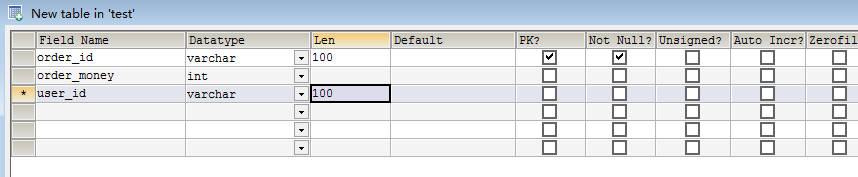 New table in 'test'
Field Name Datatype Len Default PK? Not Null? Unsigned? Auto Incr? Zerofil
order_id varchar 100
order_money int
* user_id varchar 100